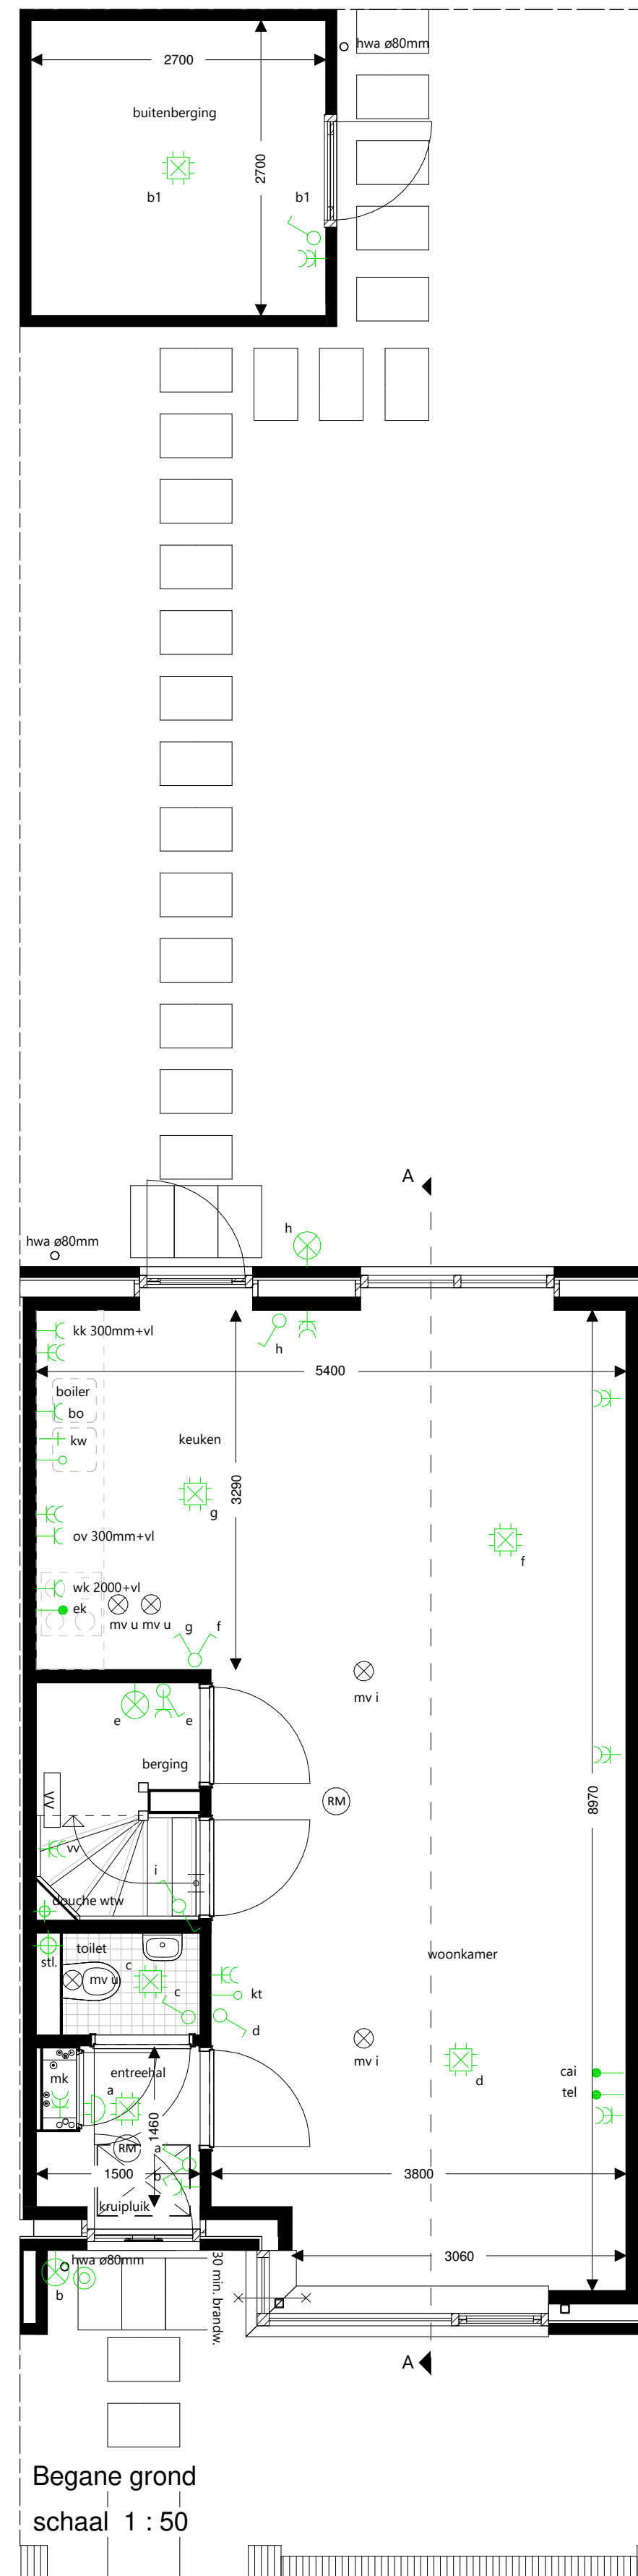 hwa ø80mm
2700
buitenberging
2700
b1
b1
A
h
hwa ø80mm
kk 300mm+vl
h
5400
boiler
bo
kw
keuken
3290
g
ov 300mm+vl
f
wk 2000+vl
ek
mv u mv u
g
f
mv i
e
e
berging
VV
RM
8970
vv
i
douche wtw
toilet
stl.
c
mv u
c
woonkamer
kt
d
mv i
entreehal
mk
a
d
cai
tel
1460
RM
a
1500
b
3800
kruipluik
hwa ø80mm
30 min. brandw.
3060
b
A
Begane grond
schaal 1 : 50